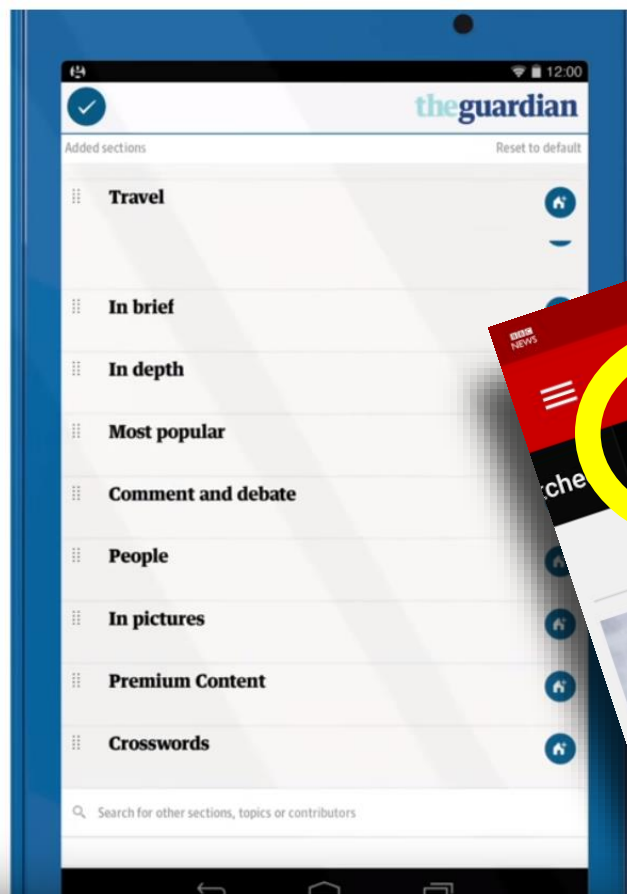 12:00
theguardian
Added sections Reset to default
Travel
In brief
In depth
Most popular
Comment and debate
People
In pictures
Premium Content
Crosswords
Search for other sections, topics or contributors
BBC
NEWS
tche